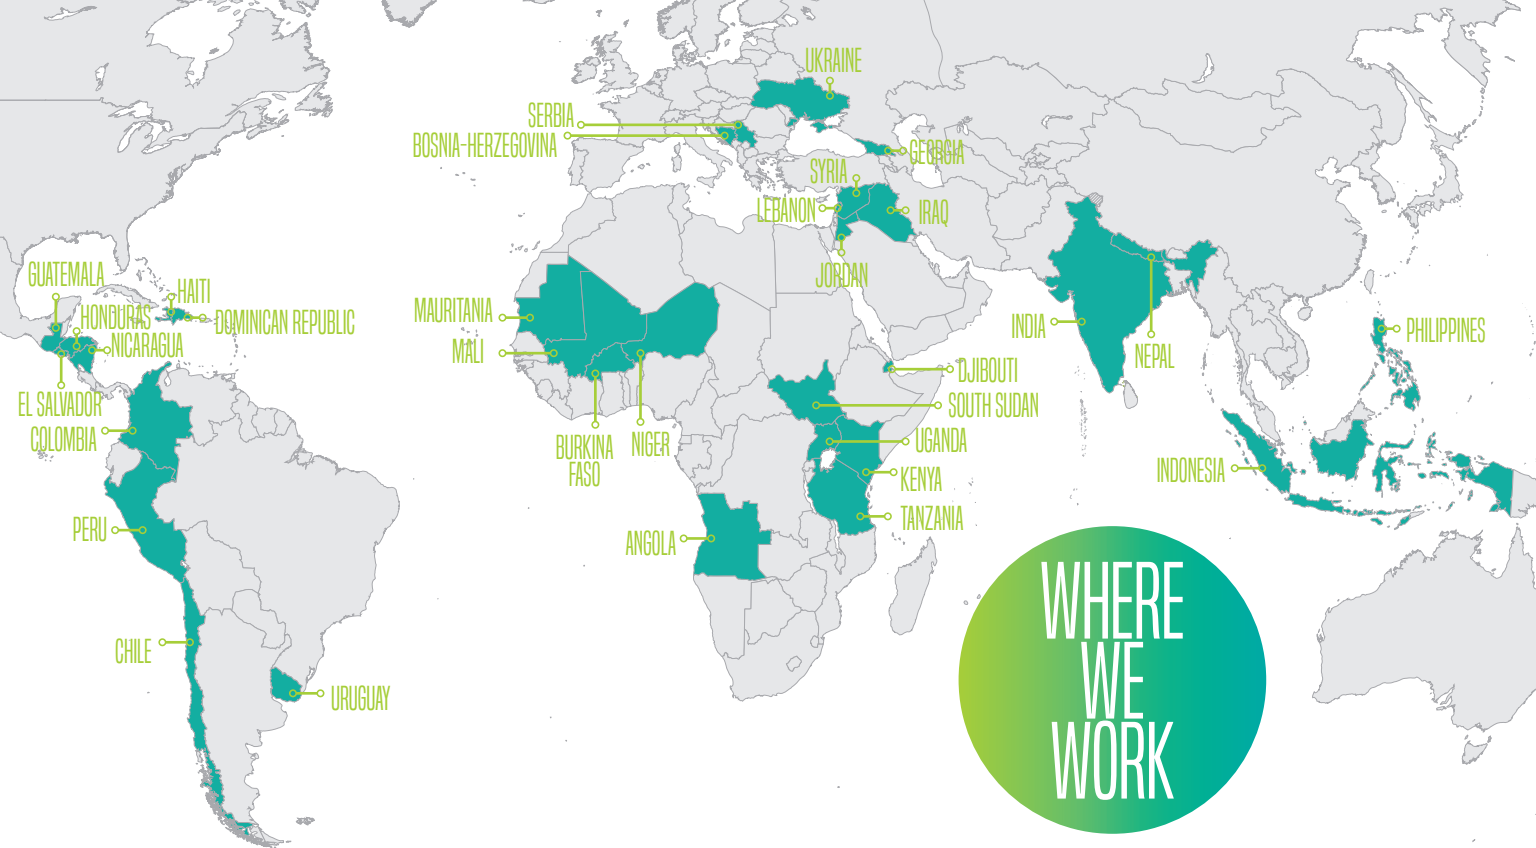 UKRAINE
SERBIA
BOSNIA-HERZEGOVINA
GEORGIA
SYRIA
LEBANON
IRAQ
JORDAN
GUATEMALA
HAITI
HONDURAS
DOMINICAN REPUBLIC
NICARAGUA
EL SALVADOR
COLOMBIA
MAURITANIA
MALI
INDIA
NEPAL
PHILIPPINES
DJIBOUTI
SOUTH SUDAN
BURKINA
FASO
NIGER
UGANDA
KENYA
INDONESIA
TANZANIA
PERU
ANGOLA
CHILE
URUGUAY
WHERE
WE
WORK